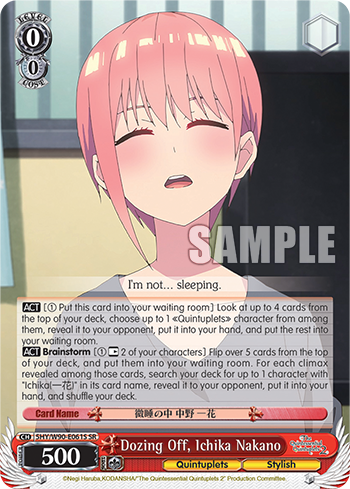 LEVEL
0
0
COST
SAMPLE
I'm not... sleeping.
ACT [① Put this card into your waiting room] Look at up to 4 cards from
the top of your deck, choose up to 1 «Quintuplets» character from among
them, reveal it to your opponent, put it into your hand, and put the rest into
your waiting room.
ACT Brainstorm [① 2 of your characters] Flip over 5 cards from the top
of your deck, and put them into your waiting room. For each climax
revealed among those cards, search your deck for up to 1 character with
"Ichika(一花)" in its card name, reveal it to your opponent, put it into your
hand, and shuffle your deck.
Card Name 微睡の中 中野 一花
CH 5HY/W90-E061S SR
POWER 500
Dozing Off, Ichika Nakano
Quintuplets Stylish
©Negi Haruba,KODANSHA/"The Quintessential Quintuplets 2" Production Committee.